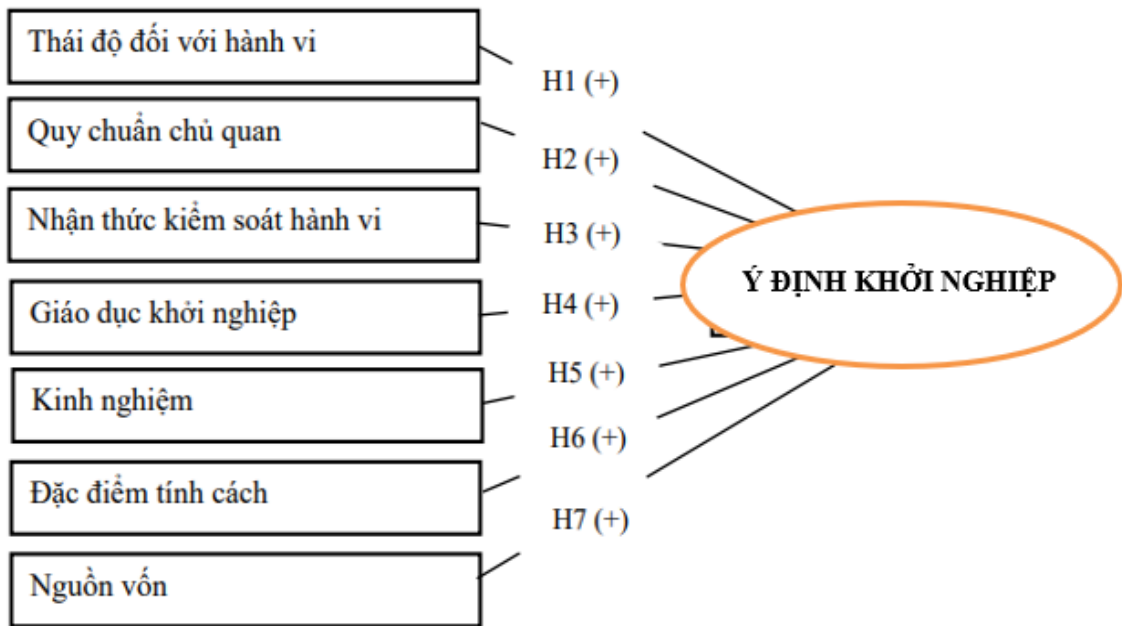 Thái độ đối với hành vi
H1 (+)
Quy chuẩn chủ quan
H2 (+)
Nhận thức kiểm soát hành vi
H3 (+)
Ý ĐỊNH KHỞI NGHIỆP
Giáo dục khởi nghiệp
H4 (+)
H5 (+)
Kinh nghiệm
H6 (+)
Đặc điểm tính cách
H7 (+)
Nguồn vốn